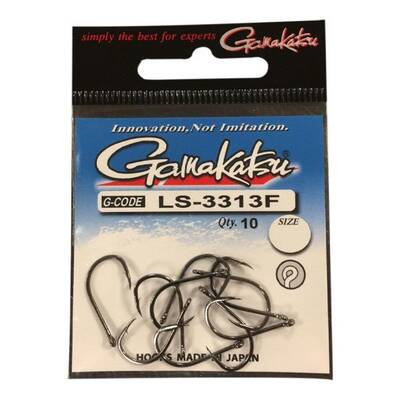 simply the best for experts Gamakatsu
Innovation, Not Imitation.
Gamakatsu
G-CODE LS-3313F
Qty. 10 SIZE
HOOKS MADE IN JAPAN